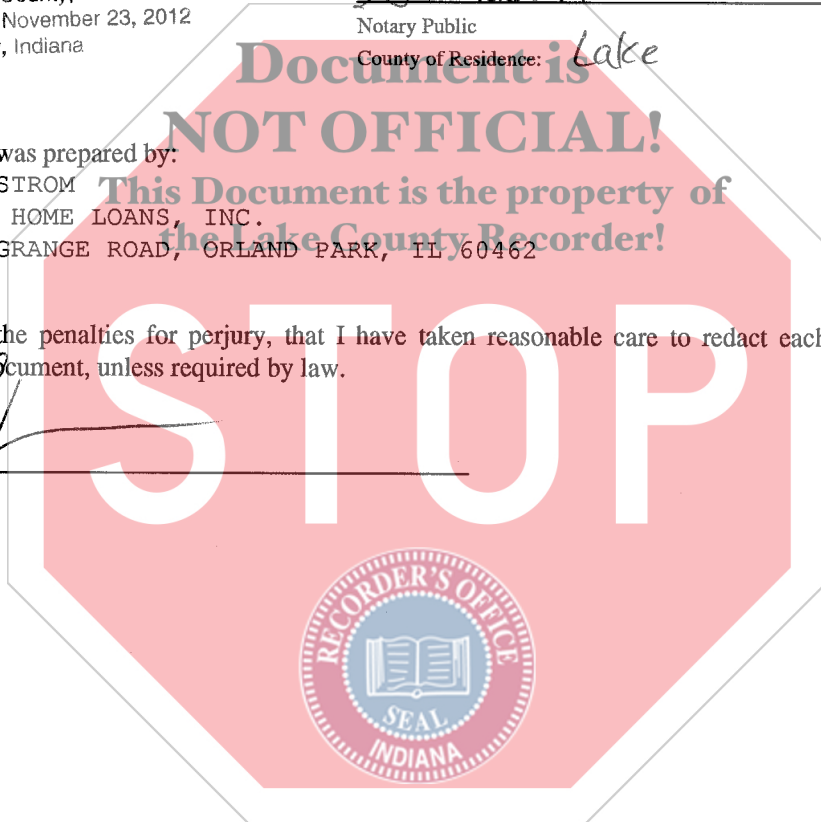 November 23, 2012
, Indiana
Notary Public
County of Residence: Lake
Document is
NOT OFFICIAL!
This Document is the property of
the Lake County Recorder!
was prepared by:
STROM
HOME LOANS, INC.
GRANGE ROAD, ORLAND PARK, IL 60462
the penalties for perjury, that I have taken reasonable care to redact each
ocument, unless required by law.
STOP
RECORDER'S OFFICE
SEAL
INDIANA